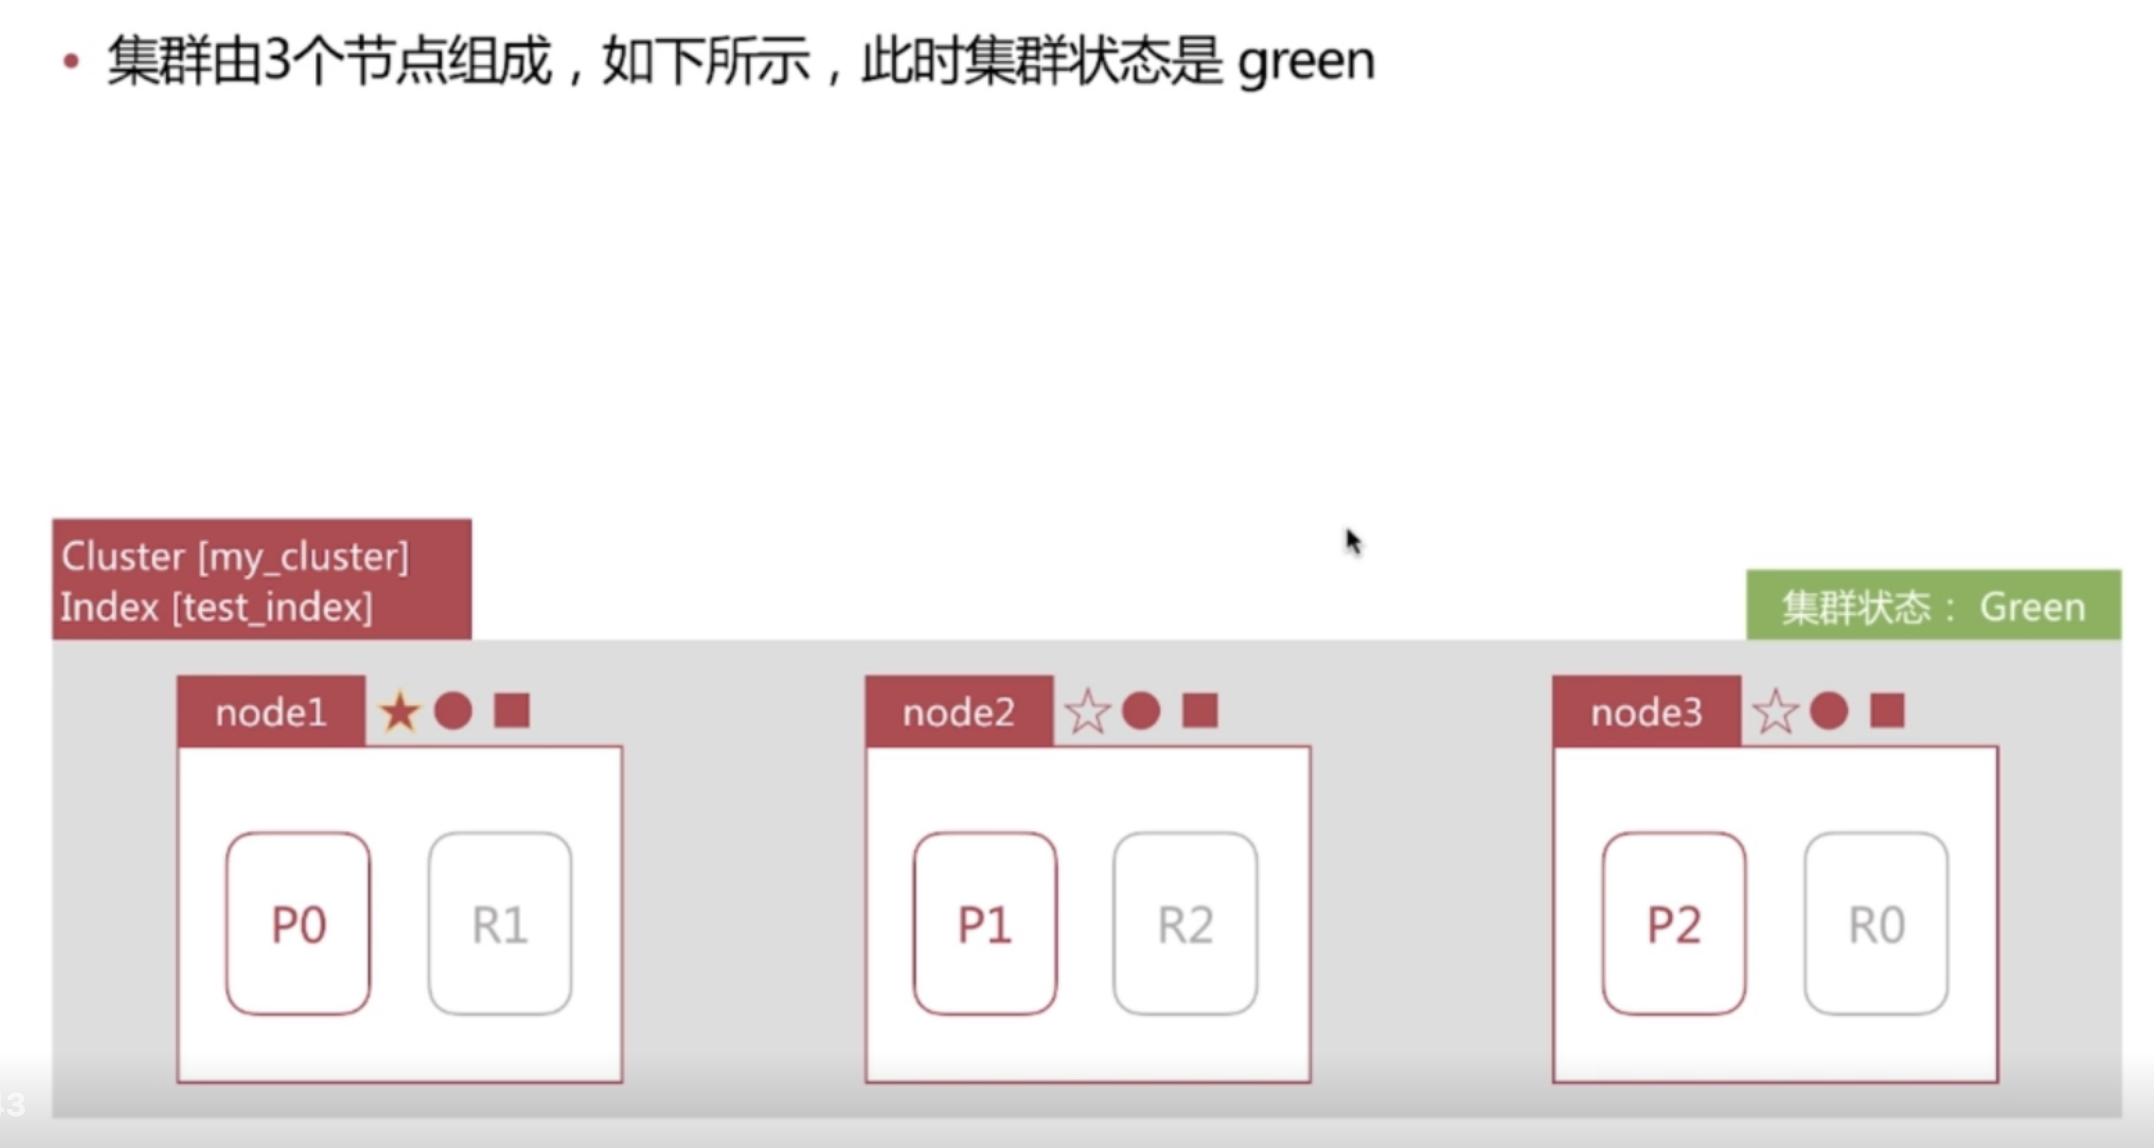 集群由3个节点组成，如下所示，此时集群状态是 green
Cluster [my_cluster]
Index [test_index]
集群状态： Green
node1
node2
node3
P0
R1
P1
R2
P2
R0